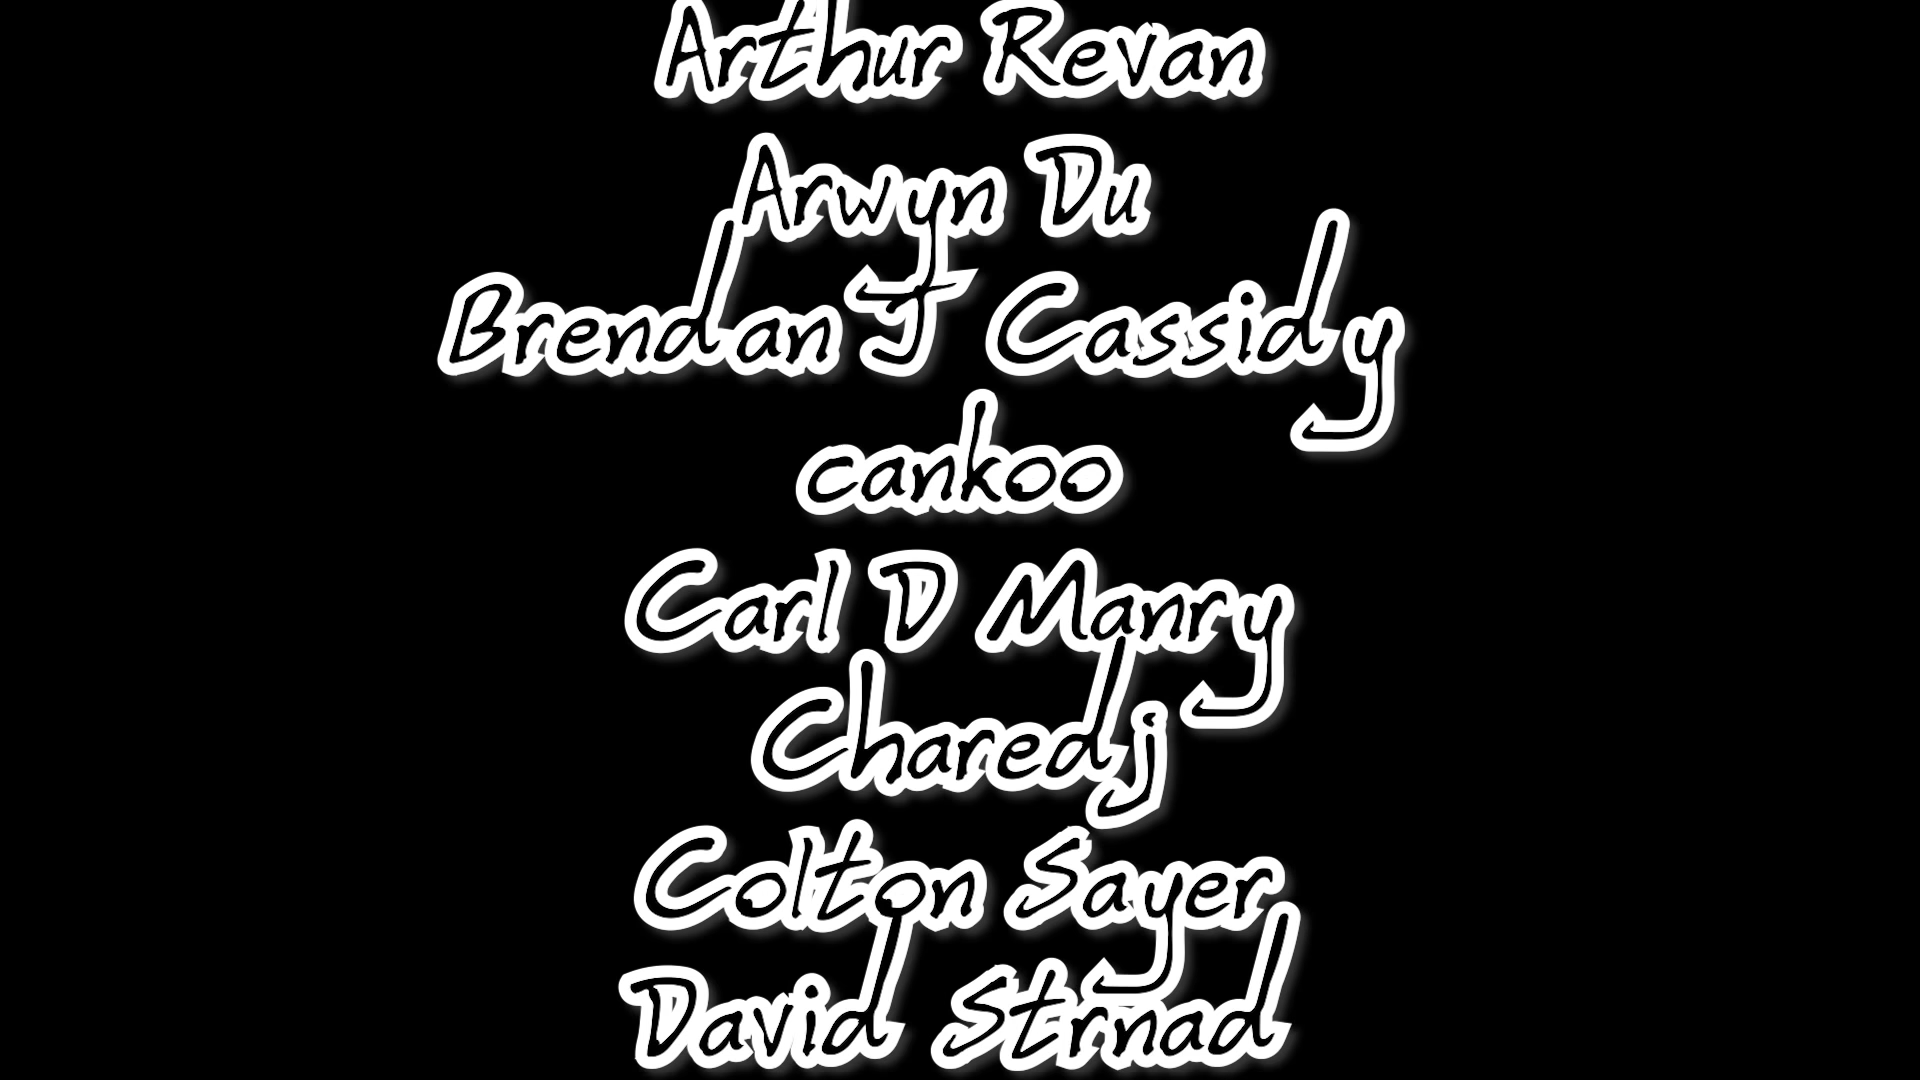 Arthur Revan
Arwyn Du
Brendan J Cassidy
cankoo
Carl D Manry
Charedj
Colton Sayer
David Strnad